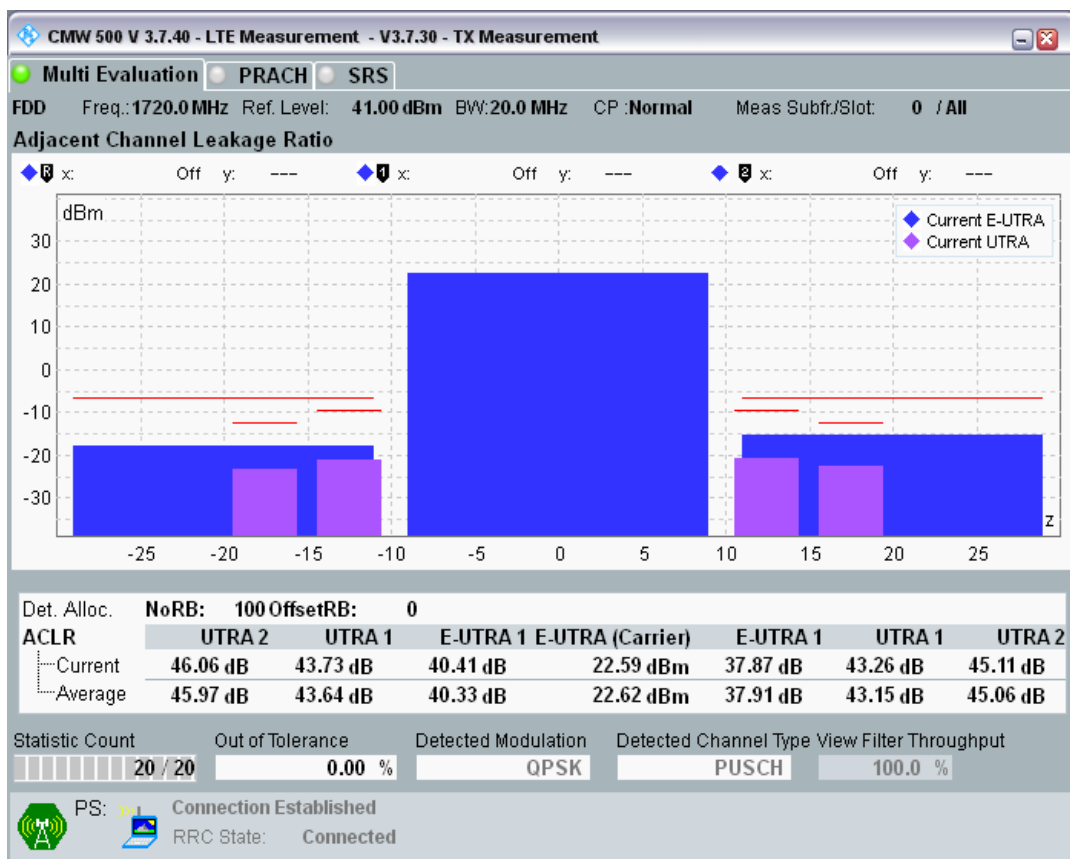 CMW 500 V 3.7.40 - LTE Measurement - V3.7.30 - TX Measurement
Multi Evaluation PRACH SRS
FDD Freq.: 1720.0 MHz Ref. Level: 41.00 dBm BW: 20.0 MHz CP : Normal Meas Subfr./Slot: 0 / All
Adjacent Channel Leakage Ratio
R x: Off y: --- 1 x: Off y: --- 2 x: Off y: ---
dBm
Current E-UTRA
Current UTRA
30
20
10
0
-10
-20
-30
z
-25 -20 -15 -10 -5 0 5 10 15 20 25
Det. Alloc. NoRB: 100 OffsetRB: 0
ACLR UTRA 2 UTRA 1 E-UTRA 1 E-UTRA (Carrier) E-UTRA 1 UTRA 1 UTRA 2
Current 46.06 dB 43.73 dB 40.41 dB 22.59 dBm 37.87 dB 43.26 dB 45.11 dB
Average 45.97 dB 43.64 dB 40.33 dB 22.62 dBm 37.91 dB 43.15 dB 45.06 dB
Statistic Count Out of Tolerance Detected Modulation Detected Channel Type View Filter Throughput
20 / 20 0.00 % QPSK PUSCH 100.0 %
PS: Connection Established
RRC State: Connected